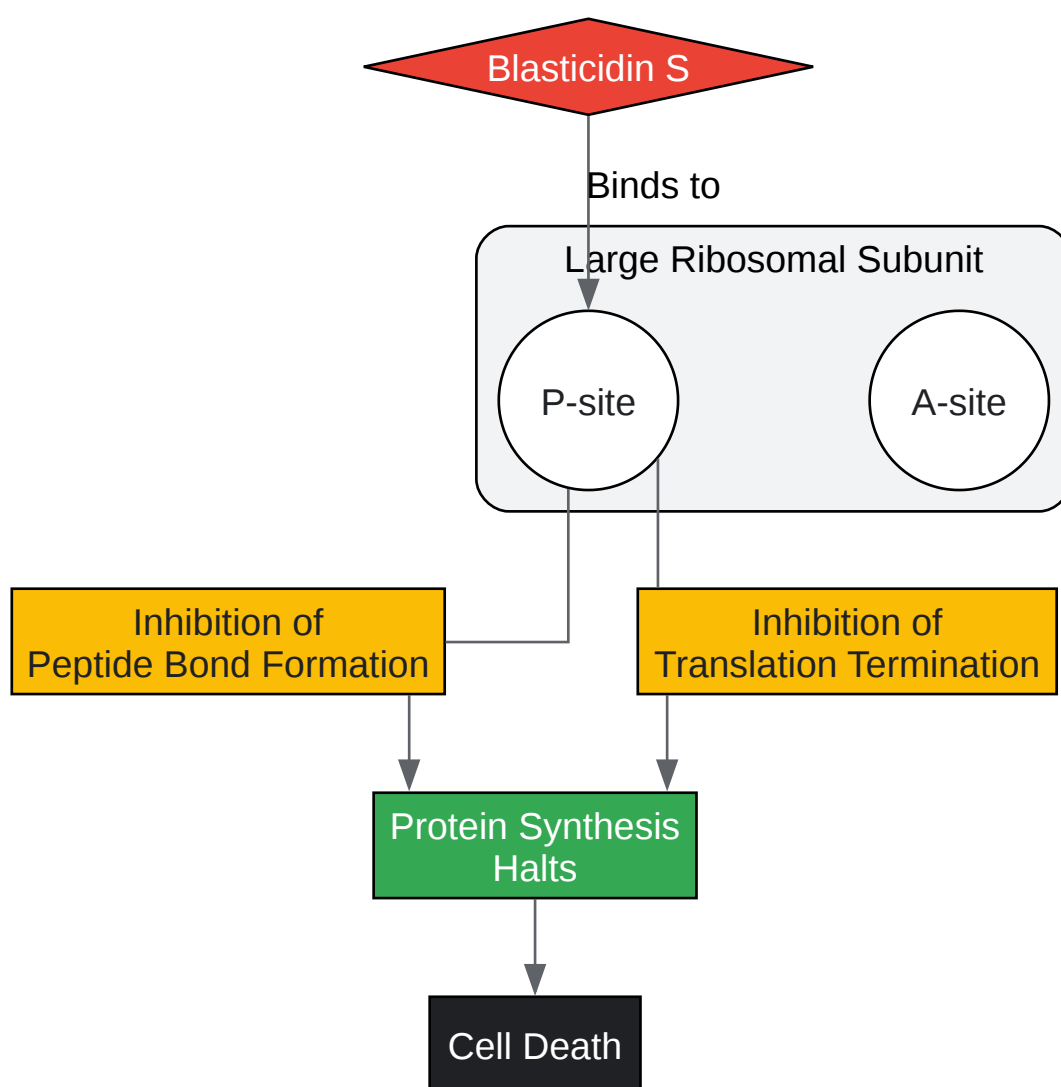 Blasticidin S
Binds to
Large Ribosomal Subunit
P-site
A-site
Inhibition of
Peptide Bond Formation
Inhibition of
Translation Termination
Protein Synthesis
Halts
Cell Death